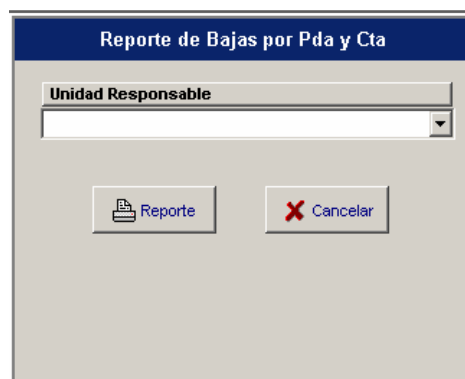 Reporte de Bajas por Pda y Cta
Unidad Responsable
Reporte
Cancelar